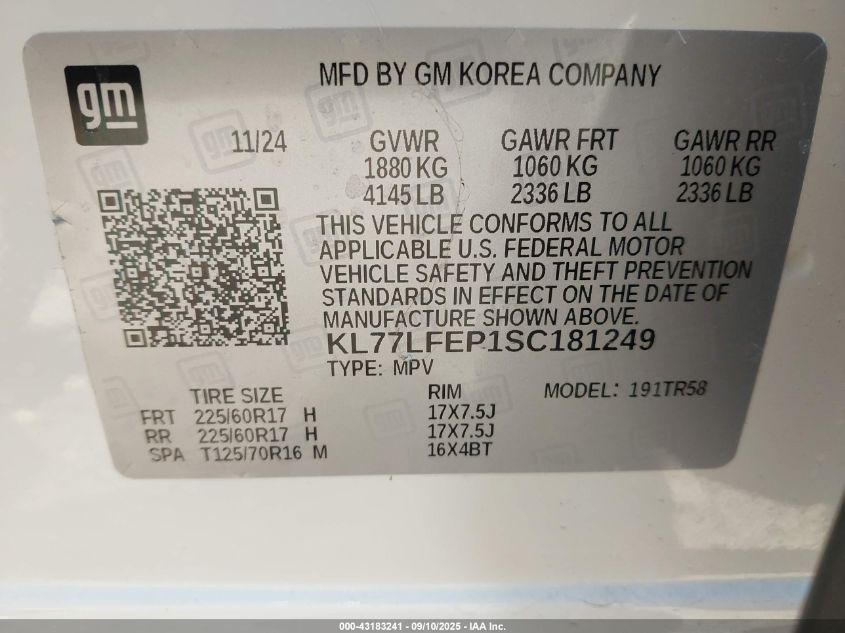 gm
MFD BY GM KOREA COMPANY
11/24 GVWR GAWR FRT GAWR RR
1880 KG 1060 KG 1060 KG
4145 LB 2336 LB 2336 LB
THIS VEHICLE CONFORMS TO ALL
APPLICABLE U.S. FEDERAL MOTOR
VEHICLE SAFETY AND THEFT PREVENTION
STANDARDS IN EFFECT ON THE DATE OF
MANUFACTURE SHOWN ABOVE.
KL77LFEP1SC181249
TYPE: MPV
TIRE SIZE RIM MODEL: 191TR58
FRT 225/60R17 H 17X7.5J
RR 225/60R17 H 17X7.5J
SPA T125/70R16 M 16X4BT
000-43183241 - 09/10/2025 - IAA Inc.